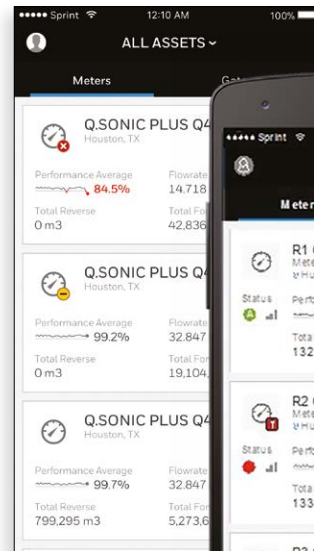 Sprint 12:10 AM 100%
ALL ASSETS
Meters
Q.SONIC PLUS Q4
Houston, TX
Performance Average Flowrate
84.5% 14.718
Total Reverse
0 m3 42,836
Q.SONIC PLUS Q4
Houston, TX
Performance Average Flowrate
99.2% 32.847
Total Reverse
0 m3 19,104,
Q.SONIC PLUS Q4
Houston, TX
Performance Average Flowrate
99.7% 32.847
Total Reverse
799,295 m3 5,273,6
Sprint
Meter
R1
Status
A
Tota
132
R2
Status
T
Tota
133